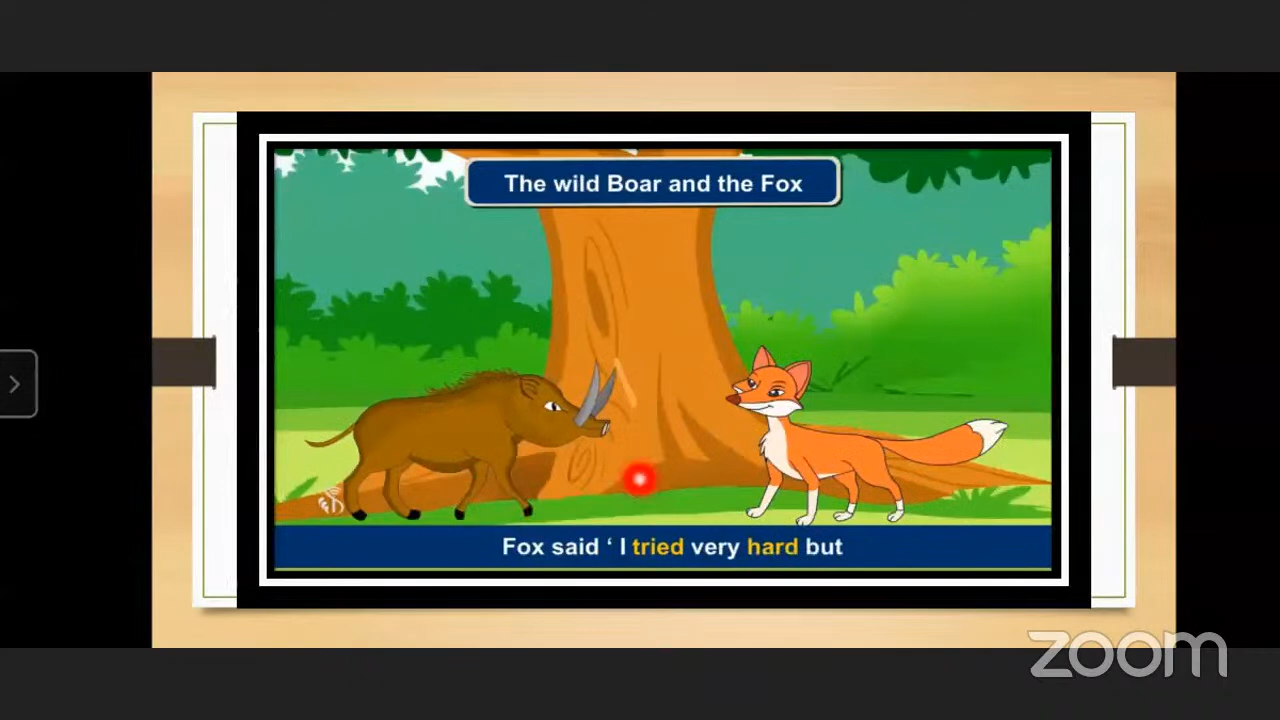 The wild Boar and the Fox
Fox said ‘ I tried very hard but
zoom